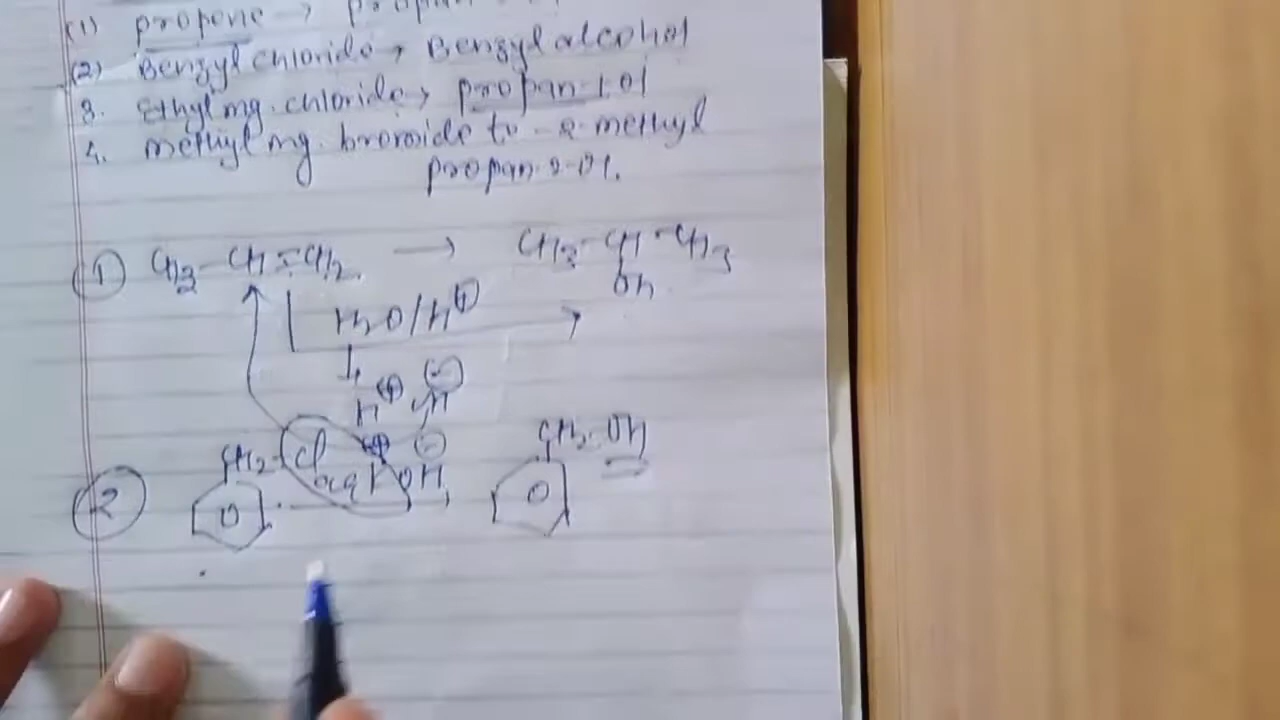 (1) propene →
(2) Benzyl chloride → Benzyl alcohol
3. Ethyl mg. chloride → propan-1-ol
4. methyl mg. bromide to - 2-methyl
propan-2-ol.
(1) CH3-CH=CH2 → CH3-CH-CH3
OH
H2O/H⊕
H⊕
CH2-Cl CH2-OH
(2) aq KOH